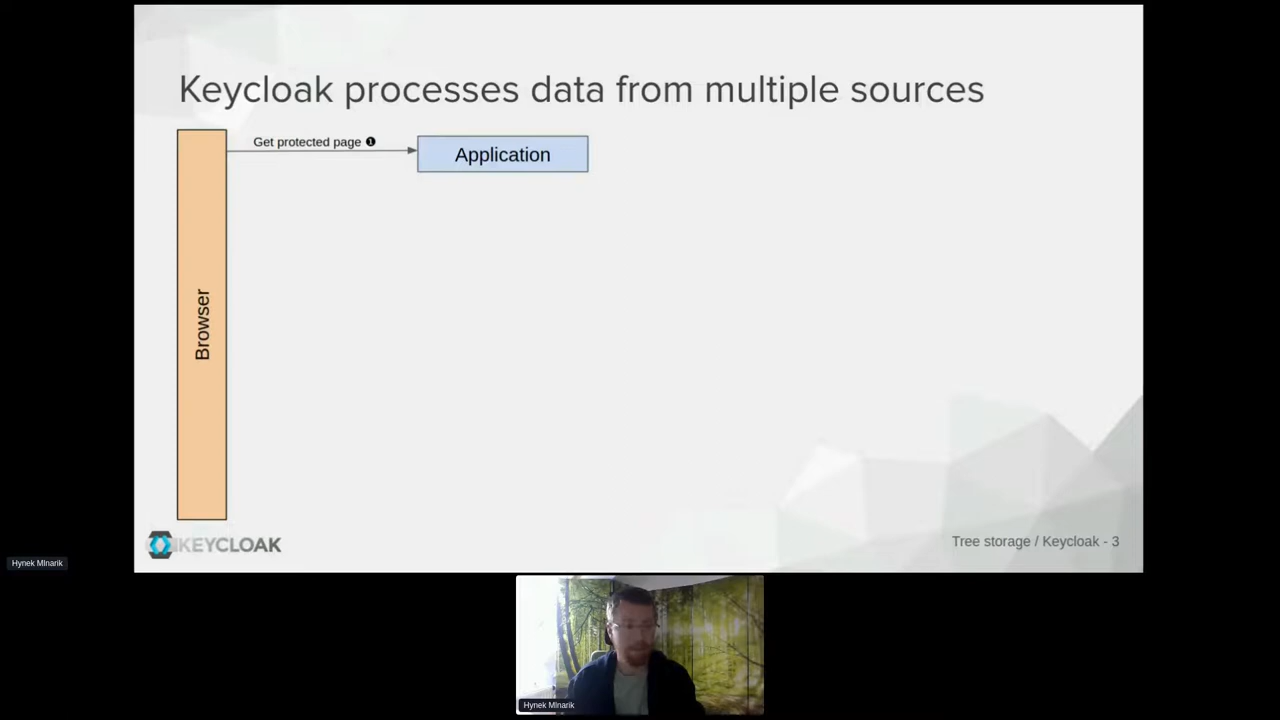 Keycloak processes data from multiple sources
Get protected page ❶
Application
Browser
KEYCLOAK
Tree storage / Keycloak - 3
Hynek Mlnarik
Hynek Mlnarik